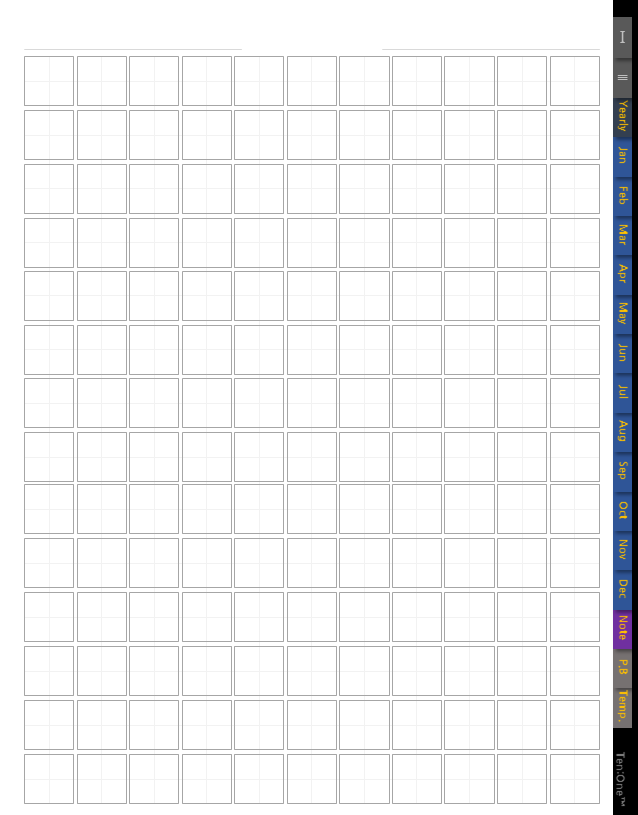 I
≡
Yearly
Jan
Feb
Mar
Apr
May
Jun
Jul
Aug
Sep
Oct
Nov
Dec
Note
P.B
Temp.
Ten:One™